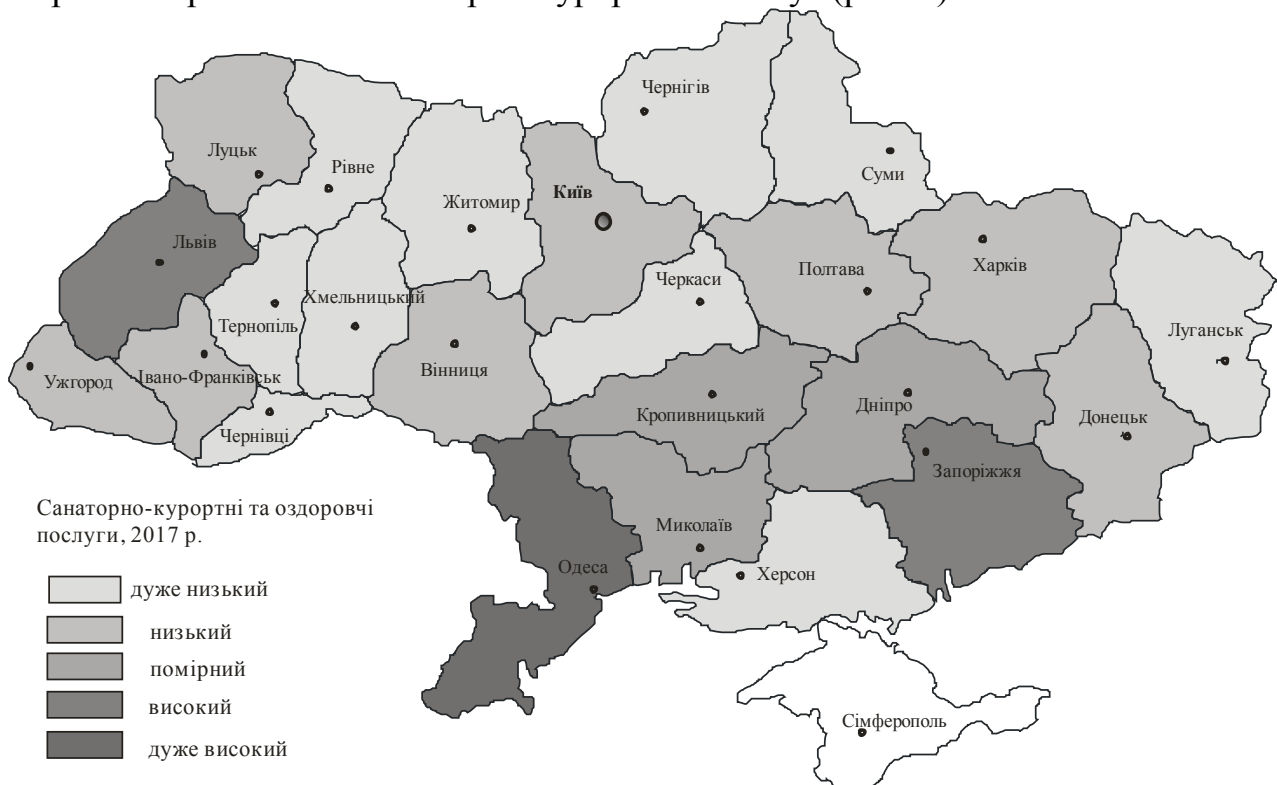 Чернігів
Луцьк
Рівне
Суми
Житомир
Київ
Львів
Полтава
Харків
Черкаси
Хмельницький
Тернопіль
Луганськ
Вінниця
Ужгород
Івано-Франківськ
Дніпро
Кропивницький
Донецьк
Чернівці
Запоріжжя
Миколаїв
Одеса
Херсон
Сімферополь
Санаторно-курортні та оздоровчі
послуги, 2017 р.
дуже низький
низький
помірний
високий
дуже високий